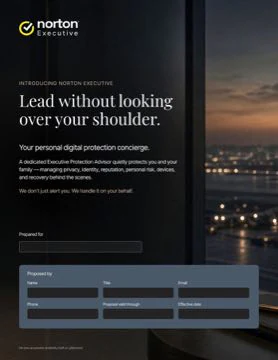 norton
Executive
INTRODUCING NORTON EXECUTIVE
Lead without looking
over your shoulder.
Your personal digital protection concierge.
A dedicated Executive Protection Advisor quietly protects you and your
family — managing privacy, identity, reputation, personal risk, devices,
and recovery behind the scenes.
We don't just alert you. We handle it on your behalf.
Prepared for
Proposed by
Name Title Email
Phone Proposal valid through Effective date